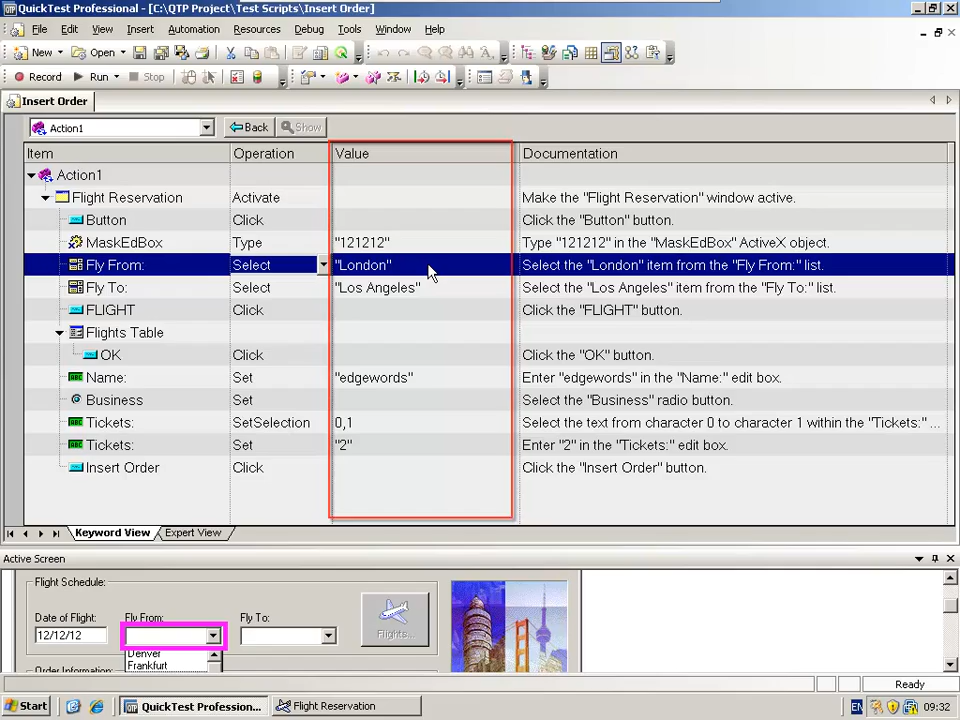 QuickTest Professional - [C:\QTP Project\Test Scripts\Insert Order]
File Edit View Insert Automation Resources Debug Tools Window Help
New Open
Record Run Stop
Insert Order
Action1 Back Show
Item Operation Value Documentation
Action1
Flight Reservation Activate Make the "Flight Reservation" window active.
Button Click Click the "Button" button.
MaskEdBox Type "121212" Type "121212" in the "MaskEdBox" ActiveX object.
Fly From: Select "London" Select the "London" item from the "Fly From:" list.
Fly To: Select "Los Angeles" Select the "Los Angeles" item from the "Fly To:" list.
FLIGHT Click Click the "FLIGHT" button.
Flights Table
OK Click Click the "OK" button.
Name: Set "edgewords" Enter "edgewords" in the "Name:" edit box.
Business Set Select the "Business" radio button.
Tickets: SetSelection 0,1 Select the text from character 0 to character 1 within the "Tickets:" ...
Tickets: Set "2" Enter "2" in the "Tickets:" edit box.
Insert Order Click Click the "Insert Order" button.
Keyword View Expert View
Active Screen
Flight Schedule:
Date of Flight: Fly From: Fly To:
12/12/12 Flights...
Denver
Frankfurt
Order Information:
Ready
Start QuickTest Profession... Flight Reservation EN 09:32